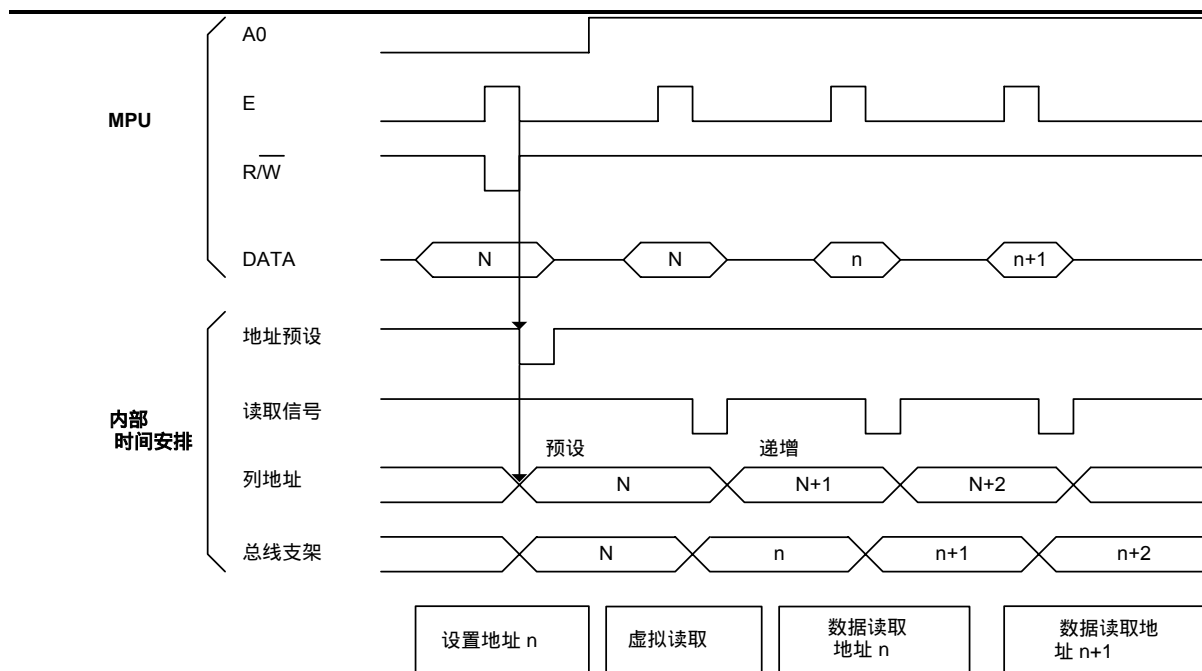 A0
E
MPU
R/W̅
DATA
N
N
n
n+1
地址预设
读取信号
内部
时间安排
预设
递增
列地址
N
N+1
N+2
总线支架
N
n
n+1
n+2
设置地址 n
虚拟读取
数据读取
地址 n
数据读取地
址 n+1